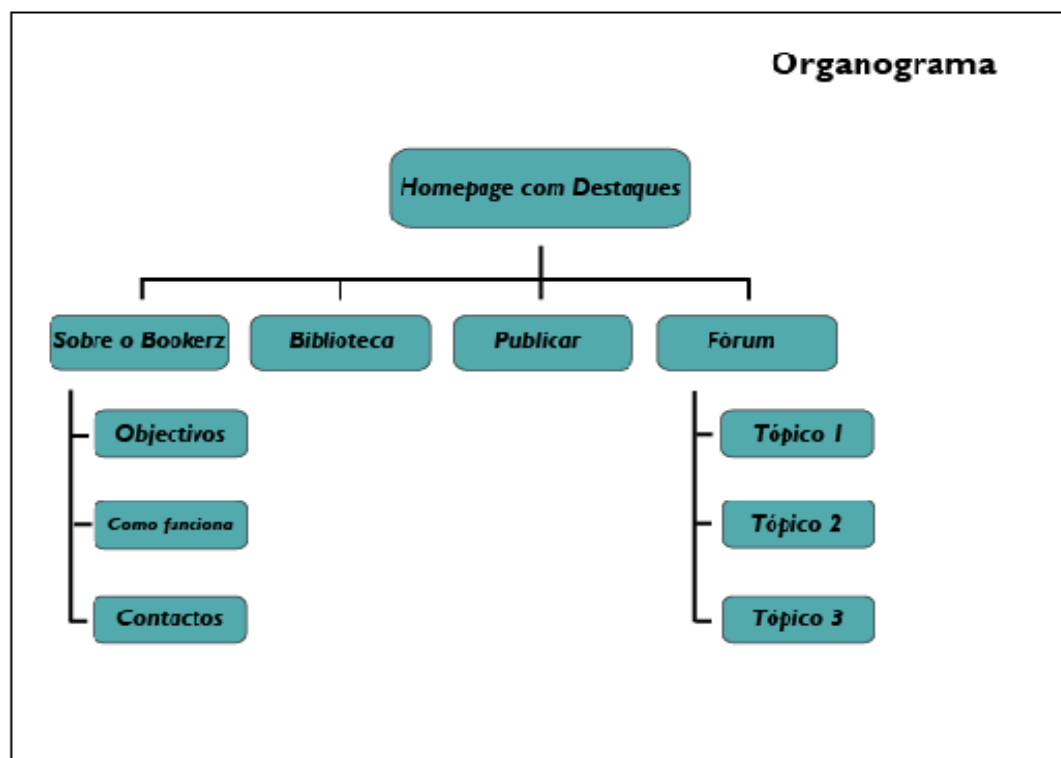 Organograma
Homepage com Destaques
Sobre o Bookerz
Biblioteca
Publicar
Fórum
Objectivos
Como funciona
Contactos
Tópico 1
Tópico 2
Tópico 3